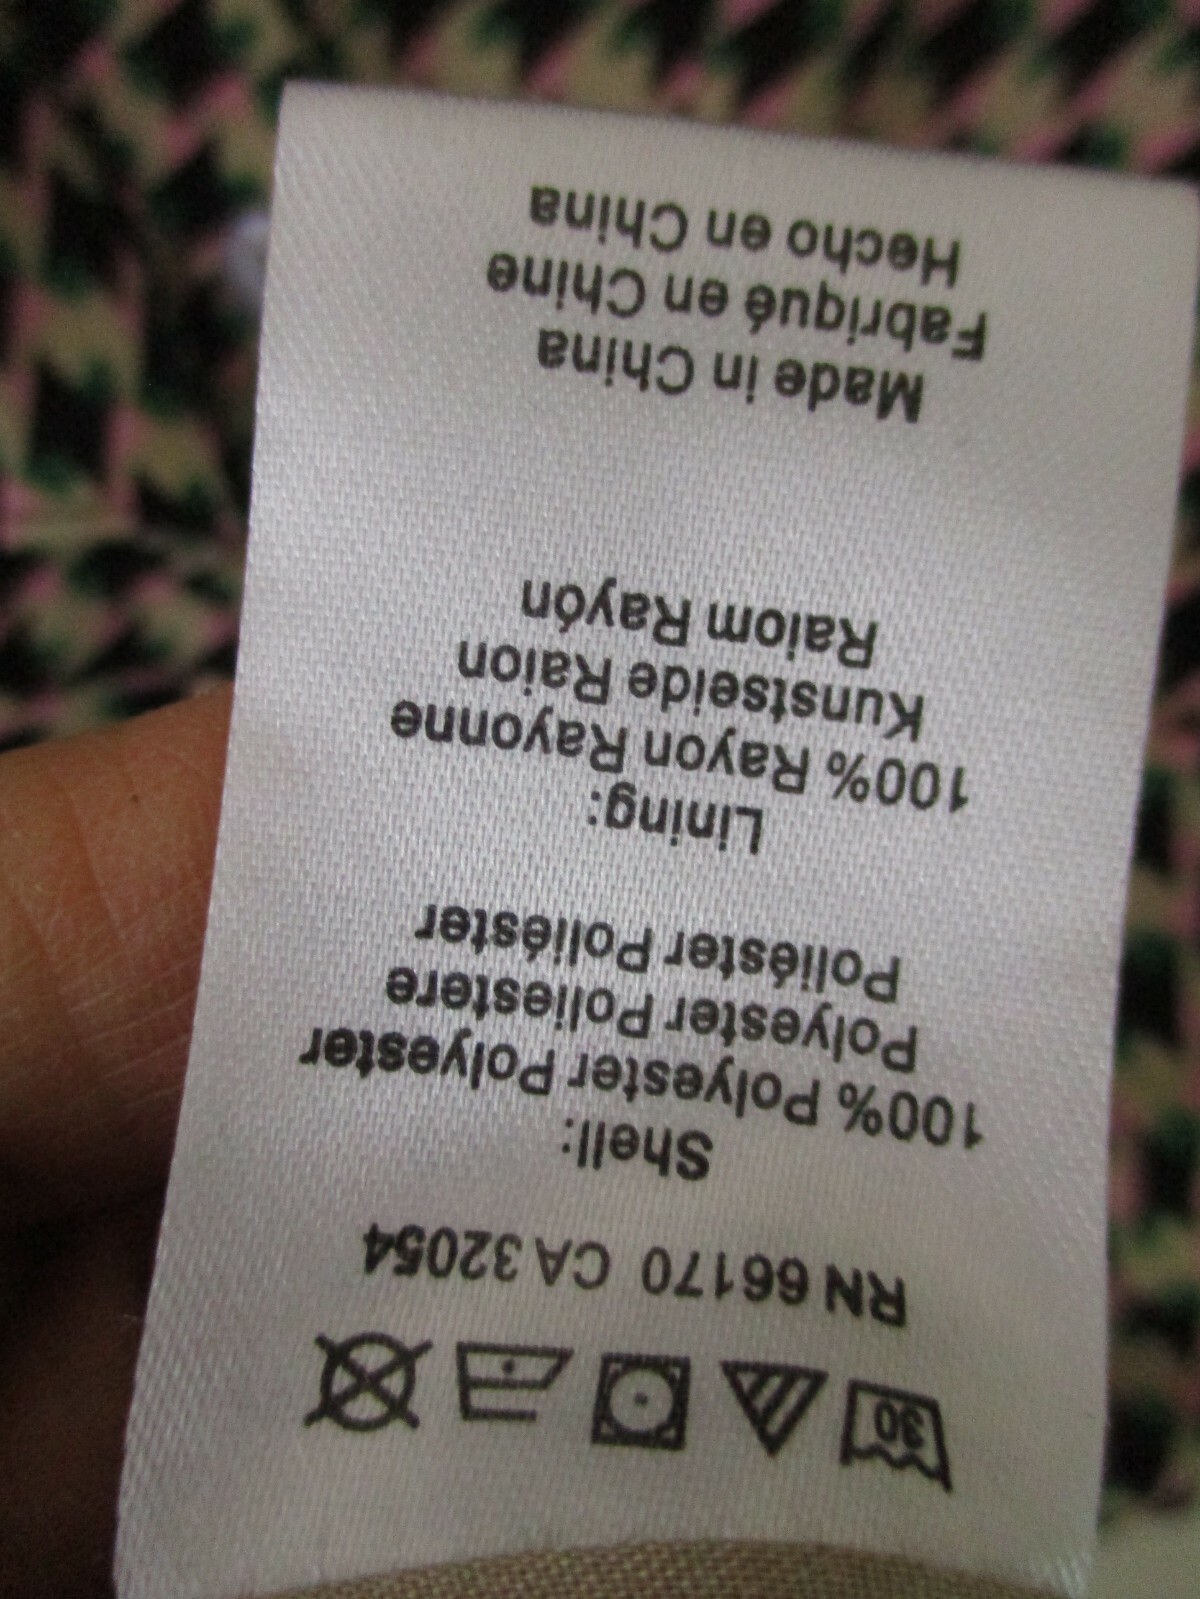 30
RN 66170 CA 32054
Shell:
100% Polyester Polyester
Polyester Poliestere
Poliéster Poliéster
Lining:
100% Rayon Rayonne
Kunstseide Raion
Raiom Rayón
Made in China
Fabriqué en Chine
Hecho en China